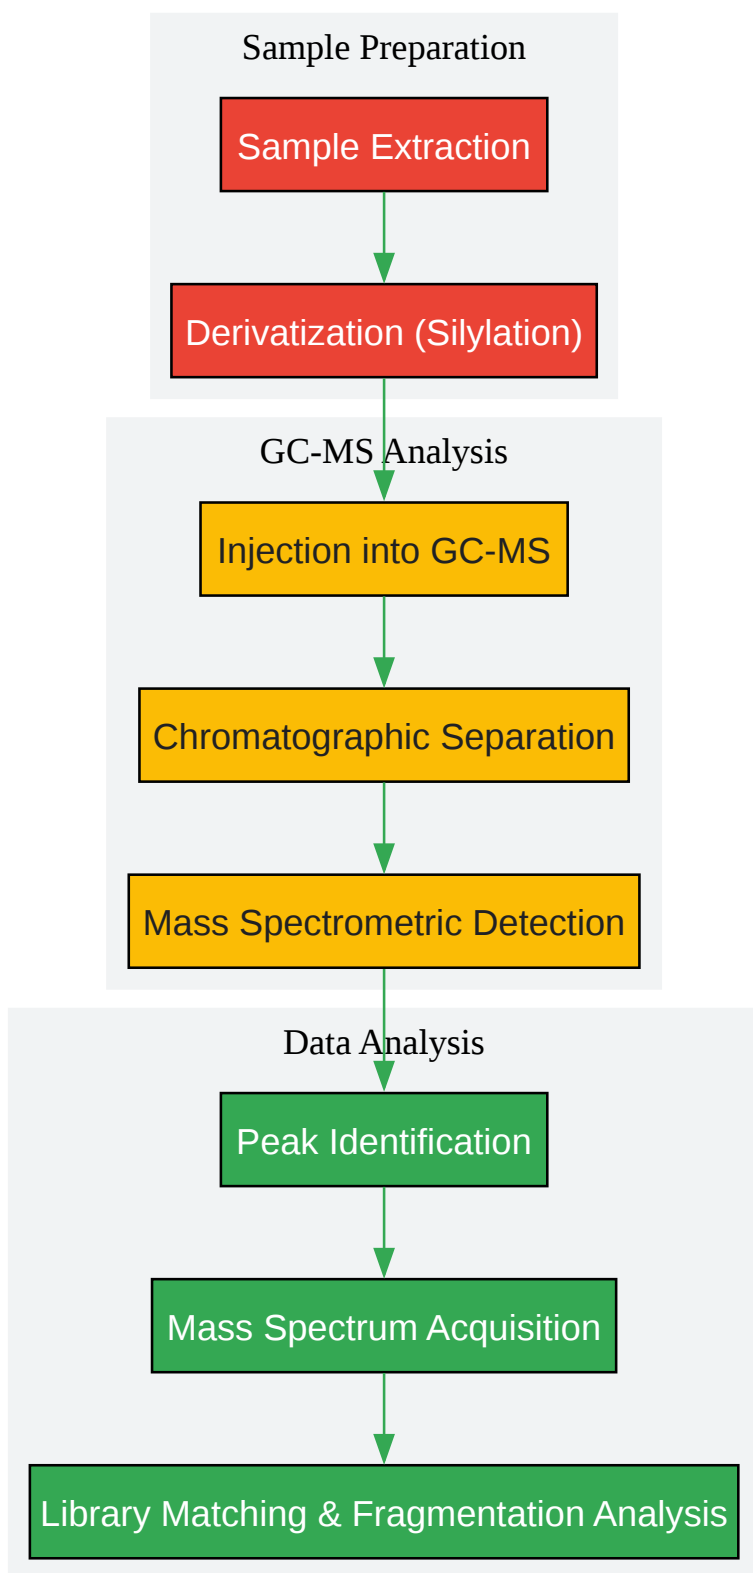 Sample Preparation
Sample Extraction
Derivatization (Silylation)
GC-MS Analysis
Injection into GC-MS
Chromatographic Separation
Mass Spectrometric Detection
Data Analysis
Peak Identification
Mass Spectrum Acquisition
Library Matching & Fragmentation Analysis